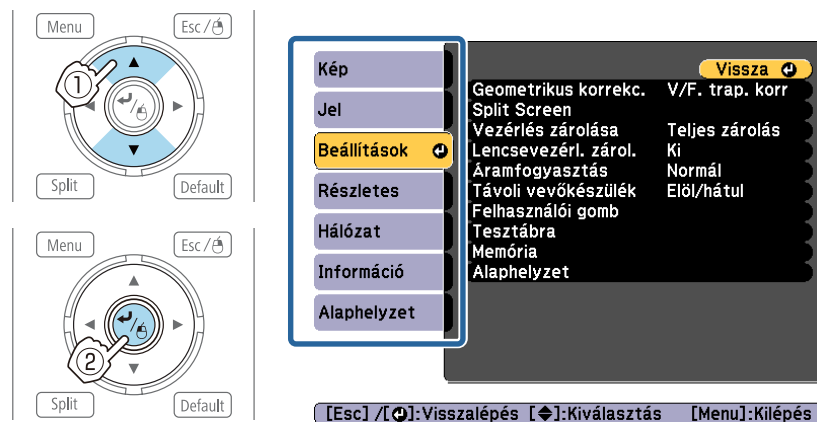 Menu
Esc/
1
Split
Default
Menu
Esc/
2
Split
Default
Kép
Jel
Beállítások
Részletes
Hálózat
Információ
Alaphelyzet
Vissza
Geometrikus korrekc. V/F. trap. korr
Split Screen
Vezérlés zárolása Teljes zárolás
Lencsevezérl. zárol. Ki
Áramfogyasztás Normál
Távoli vevőkészülék Elöl/hátul
Felhasználói gomb
Tesztábra
Memória
Alaphelyzet
[Esc] /[ ]:Visszalépés [ ]:Kiválasztás [Menu]:Kilépés